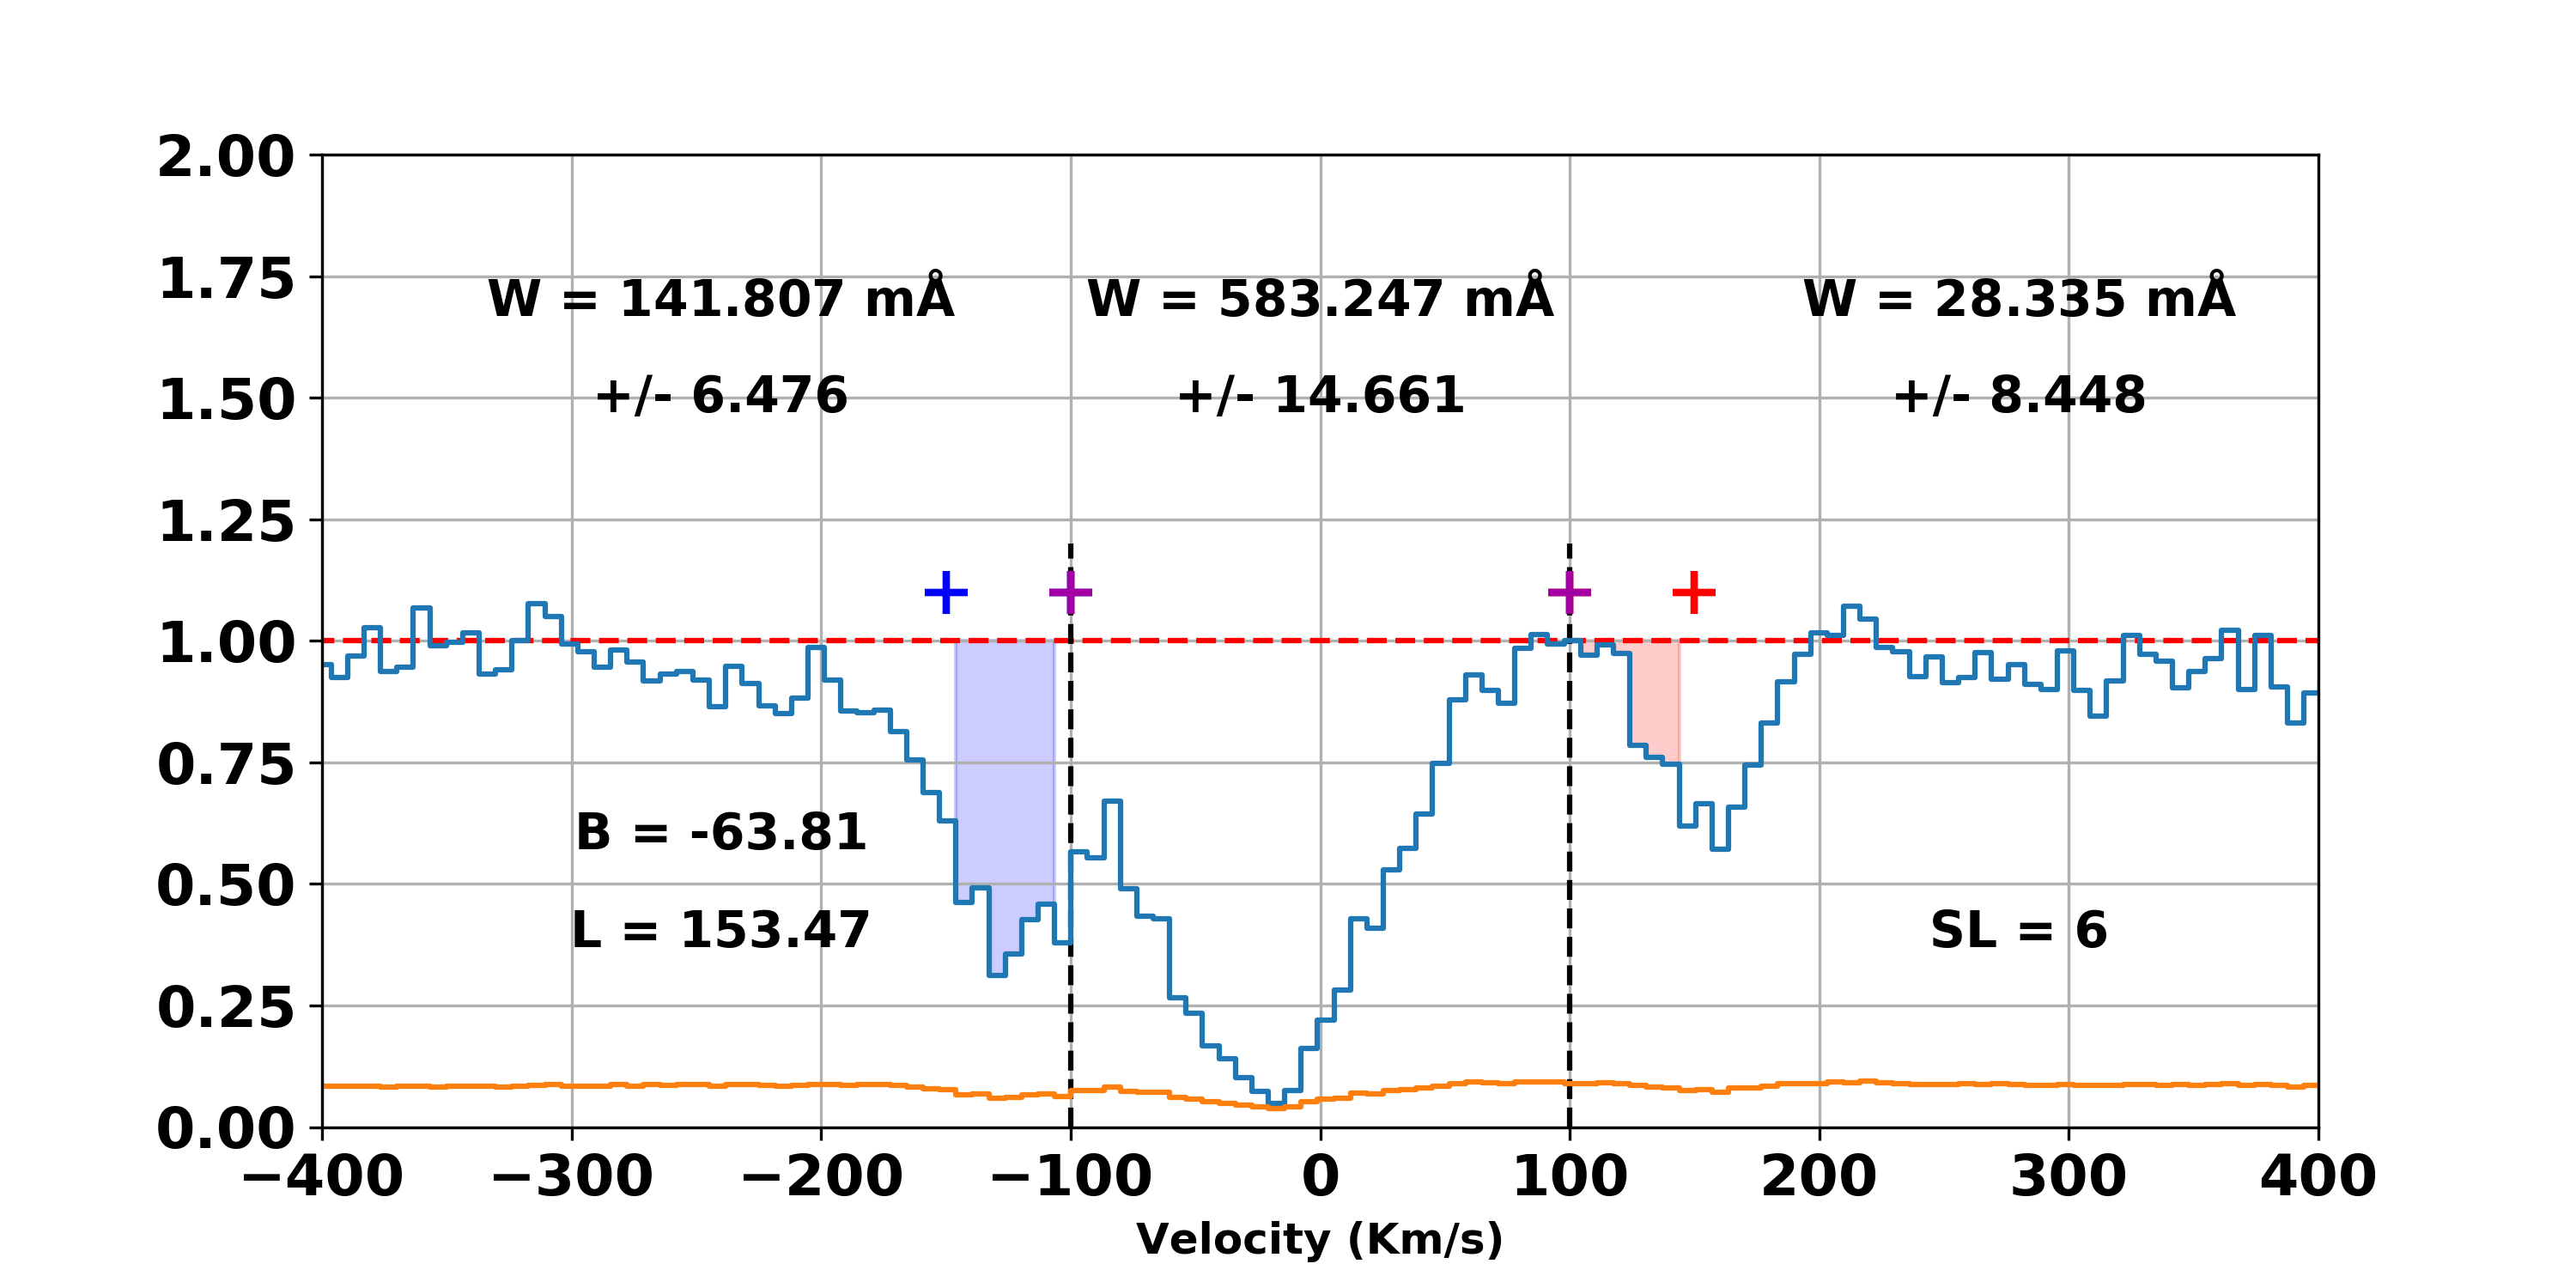 2.00
1.75
1.50
1.25
1.00
0.75
0.50
0.25
0.00
W = 141.807 mÅ
+/- 6.476
W = 583.247 mÅ
+/- 14.661
W = 28.335 mÅ
+/- 8.448
B = -63.81
L = 153.47
SL = 6
−400 −300 −200 −100 0 100 200 300 400
Velocity (Km/s)